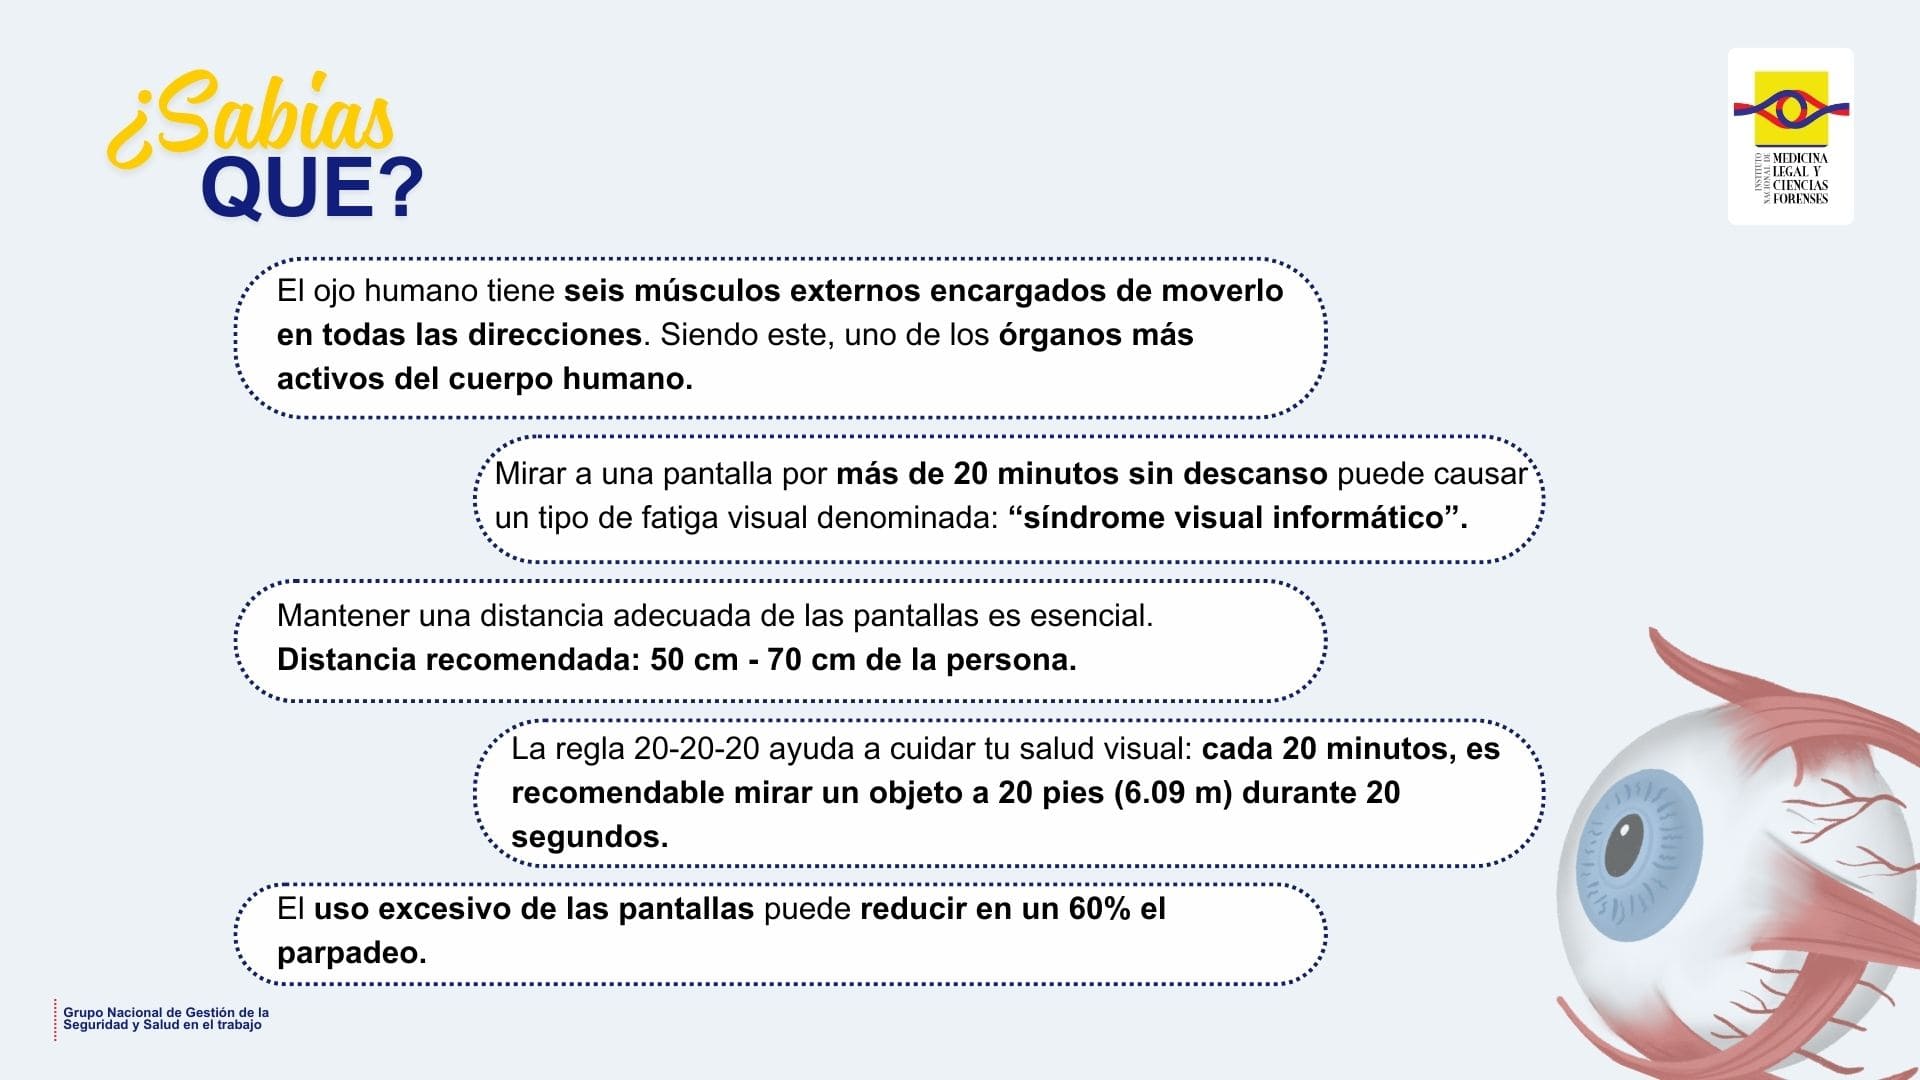 ¿Sabías
QUE?
INSTITUTO
NACIONAL DE
MEDICINA
LEGAL Y
CIENCIAS
FORENSES
El ojo humano tiene seis músculos externos encargados de moverlo
en todas las direcciones. Siendo este, uno de los órganos más
activos del cuerpo humano.
Mirar a una pantalla por más de 20 minutos sin descanso puede causar
un tipo de fatiga visual denominada: “síndrome visual informático”.
Mantener una distancia adecuada de las pantallas es esencial.
Distancia recomendada: 50 cm - 70 cm de la persona.
La regla 20-20-20 ayuda a cuidar tu salud visual: cada 20 minutos, es
recomendable mirar un objeto a 20 pies (6.09 m) durante 20
segundos.
El uso excesivo de las pantallas puede reducir en un 60% el
parpadeo.
Grupo Nacional de Gestión de la
Seguridad y Salud en el trabajo